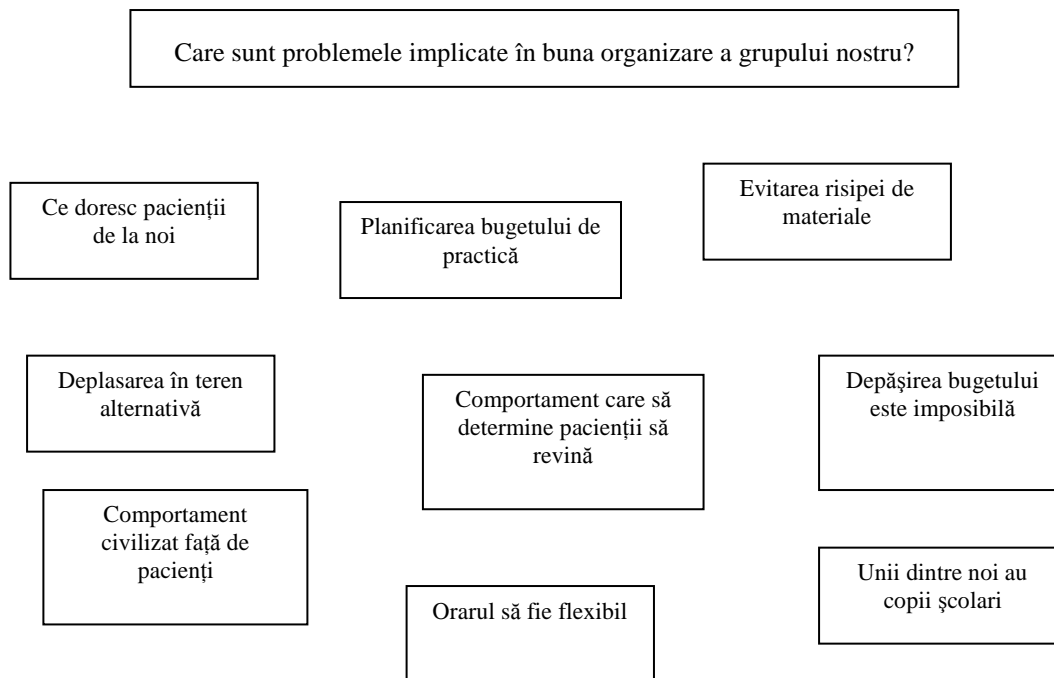 Care sunt problemele implicate în buna organizare a grupului nostru?
Ce doresc pacienții
de la noi
Planificarea bugetului de
practică
Evitarea risipei de
materiale
Deplasarea în teren
alternativă
Comportament care să
determine pacienții să
revină
Depăşirea bugetului
este imposibilă
Comportament
civilizat față de
pacienți
Orarul să fie flexibil
Unii dintre noi au
copii şcolari